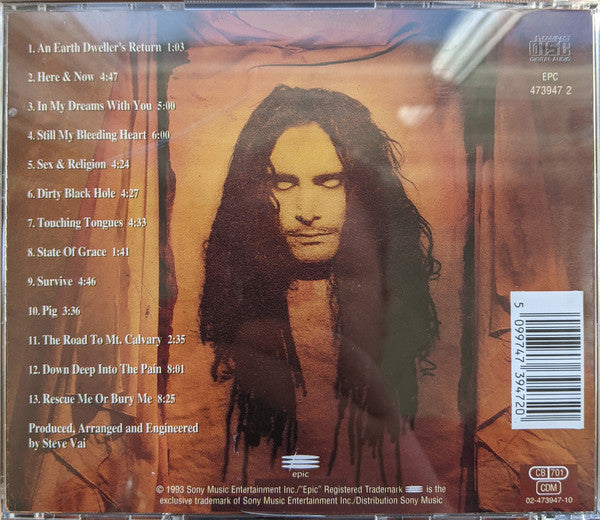 1. An Earth Dweller's Return 1:03
2. Here & Now 4:47
3. In My Dreams With You 5:00
4. Still My Bleeding Heart 6:00
5. Sex & Religion 4:24
6. Dirty Black Hole 4:27
7. Touching Tongues 4:33
8. State Of Grace 1:41
9. Survive 4:46
10. Pig 3:36
11. The Road To Mt. Calvary 2:35
12. Down Deep Into The Pain 8:01
13. Rescue Me Or Bury Me 8:25
Produced, Arranged and Engineered
by Steve Vai
COMPACT
disc
DIGITAL AUDIO
EPC
473947 2
5 099747 394720
epic
© 1993 Sony Music Entertainment Inc./"Epic" Registered Trademark is the
exclusive trademark of Sony Music Entertainment Inc./Distribution Sony Music
CB 701
CDM
02-473947-10